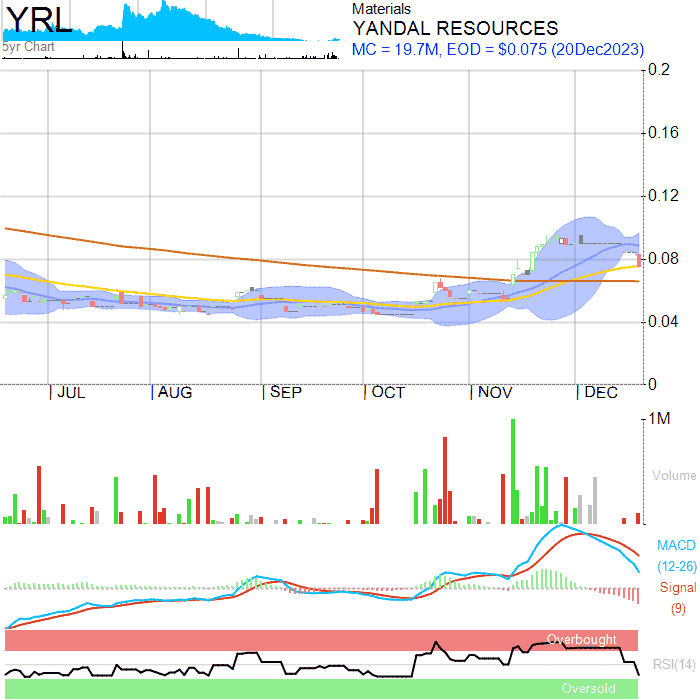 YRL
5yr Chart
Materials
YANDAL RESOURCES
MC = 19.7M, EOD = $0.075 (20Dec2023)
0.2
0.16
0.12
0.08
0.04
0
JUL AUG SEP OCT NOV DEC
1M
Volume
MACD
(12-26)
Signal
(9)
Overbought
RSI(14)
Oversold